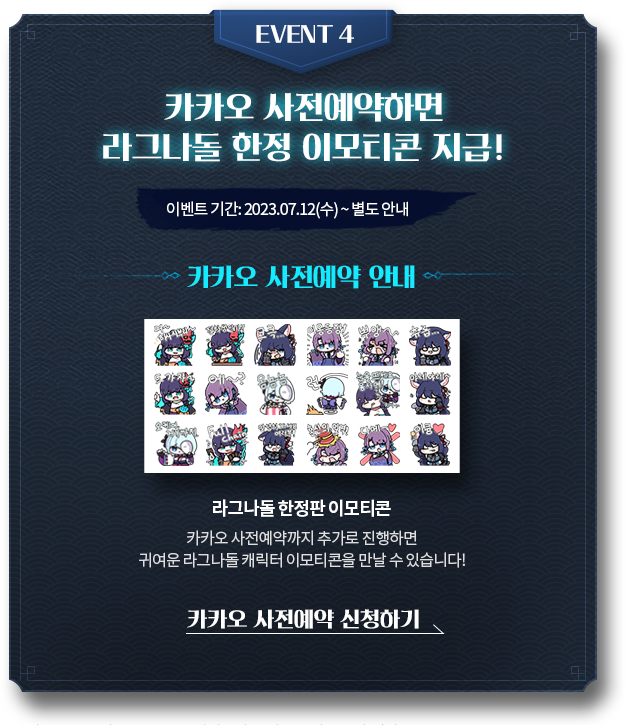 EVENT 4
카카오 사전예약하면
라그나돌 한정 이모티콘 지급!
이벤트 기간: 2023.07.12(수) ~ 별도 안내
카카오 사전예약 안내
라그나돌 한정판 이모티콘
카카오 사전예약까지 추가로 진행하면
귀여운 라그나돌 캐릭터 이모티콘을 만날 수 있습니다!
카카오 사전예약 신청하기